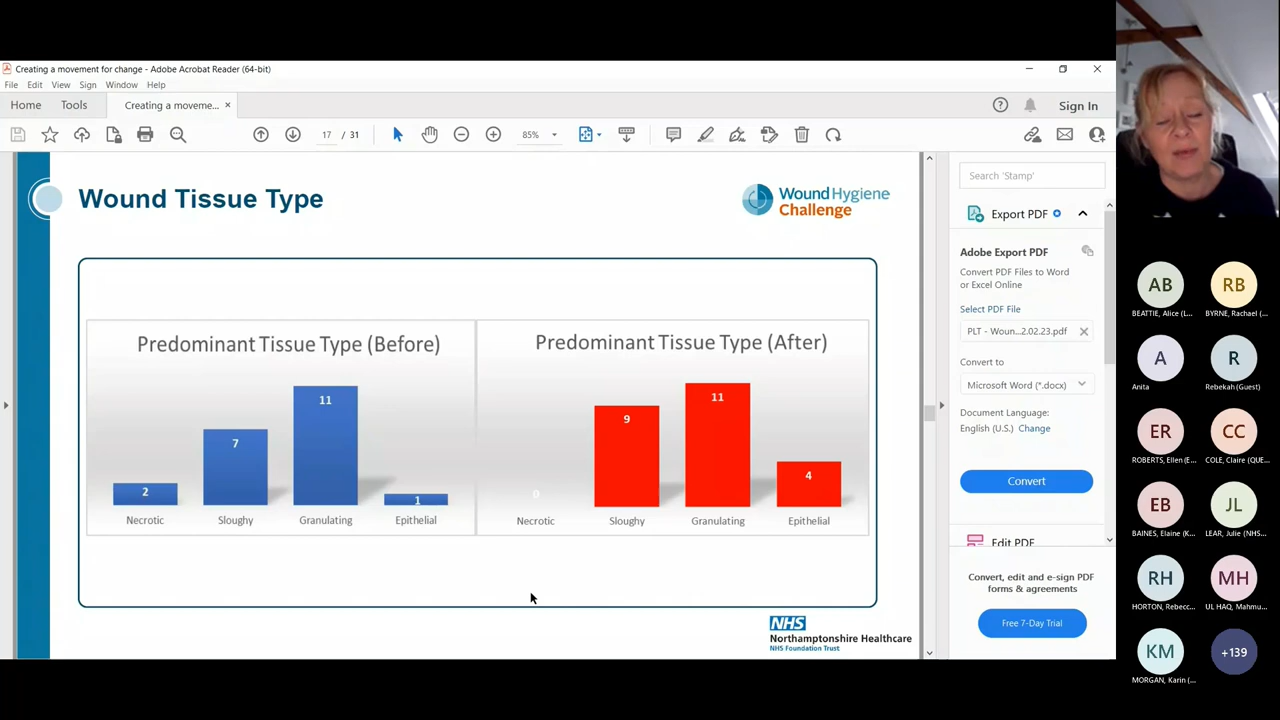 Creating a movement for change - Adobe Acrobat Reader (64-bit)
File Edit View Sign Window Help
Home Tools Creating a moveme... ×
Sign In
17 / 31
85%
Wound Tissue Type
WoundHygiene
Challenge
Predominant Tissue Type (Before)
2
7
11
1
Necrotic Sloughy Granulating Epithelial
Predominant Tissue Type (After)
0
9
11
4
Necrotic Sloughy Granulating Epithelial
NHS
Northamptonshire Healthcare
NHS Foundation Trust
Search 'Stamp'
Export PDF
Adobe Export PDF
Convert PDF Files to Word
or Excel Online
Select PDF File
PLT - Woun...2.02.23.pdf
Convert to
Microsoft Word (*.docx)
Document Language:
English (U.S.) Change
Convert
Edit PDF
Convert, edit and e-sign PDF
forms & agreements
Free 7-Day Trial
AB
BEATTIE, Alice (L...
RB
BYRNE, Rachael (...
A
Anita
R
Rebekah (Guest)
ER
ROBERTS, Ellen (E...
CC
COLE, Claire (QUE...
EB
BAINES, Elaine (K...
JL
LEAR, Julie (NHS...
RH
HORTON, Rebecc...
MH
UL HAQ, Mahmu...
KM
MORGAN, Karin (...
+139